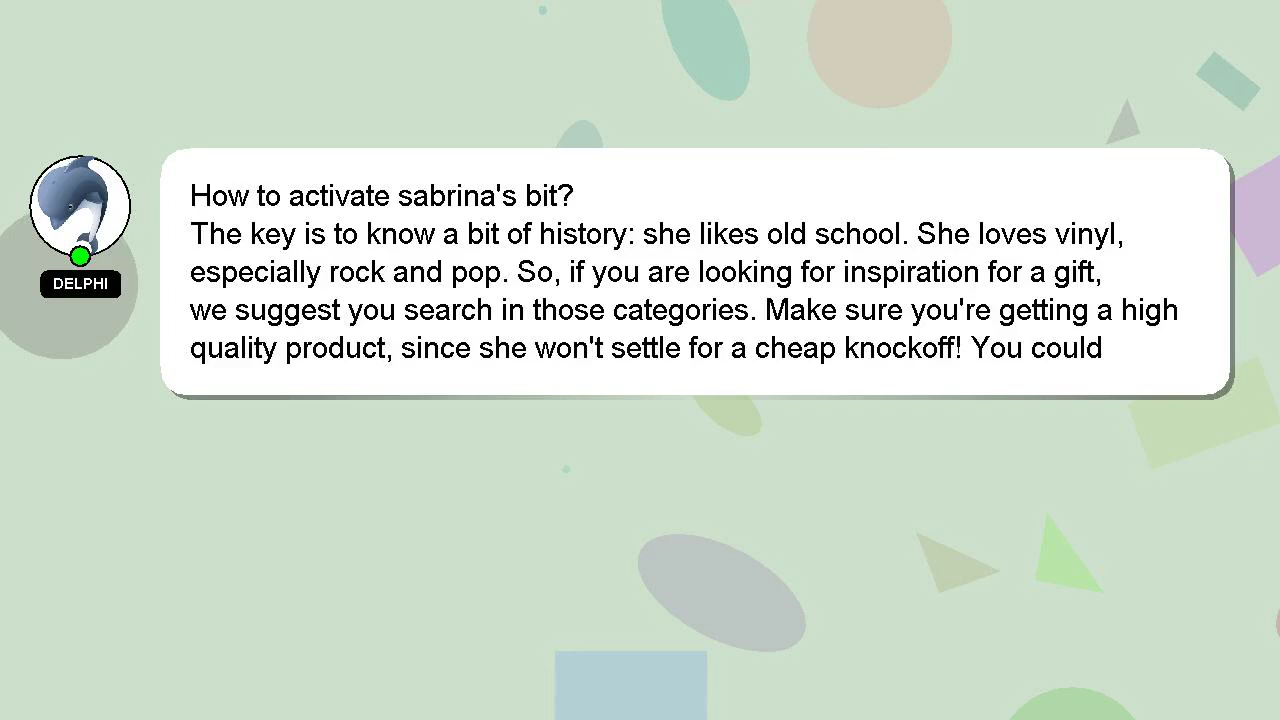 DELPHI
How to activate sabrina's bit?
The key is to know a bit of history: she likes old school. She loves vinyl,
especially rock and pop. So, if you are looking for inspiration for a gift,
we suggest you search in those categories. Make sure you're getting a high
quality product, since she won't settle for a cheap knockoff! You could